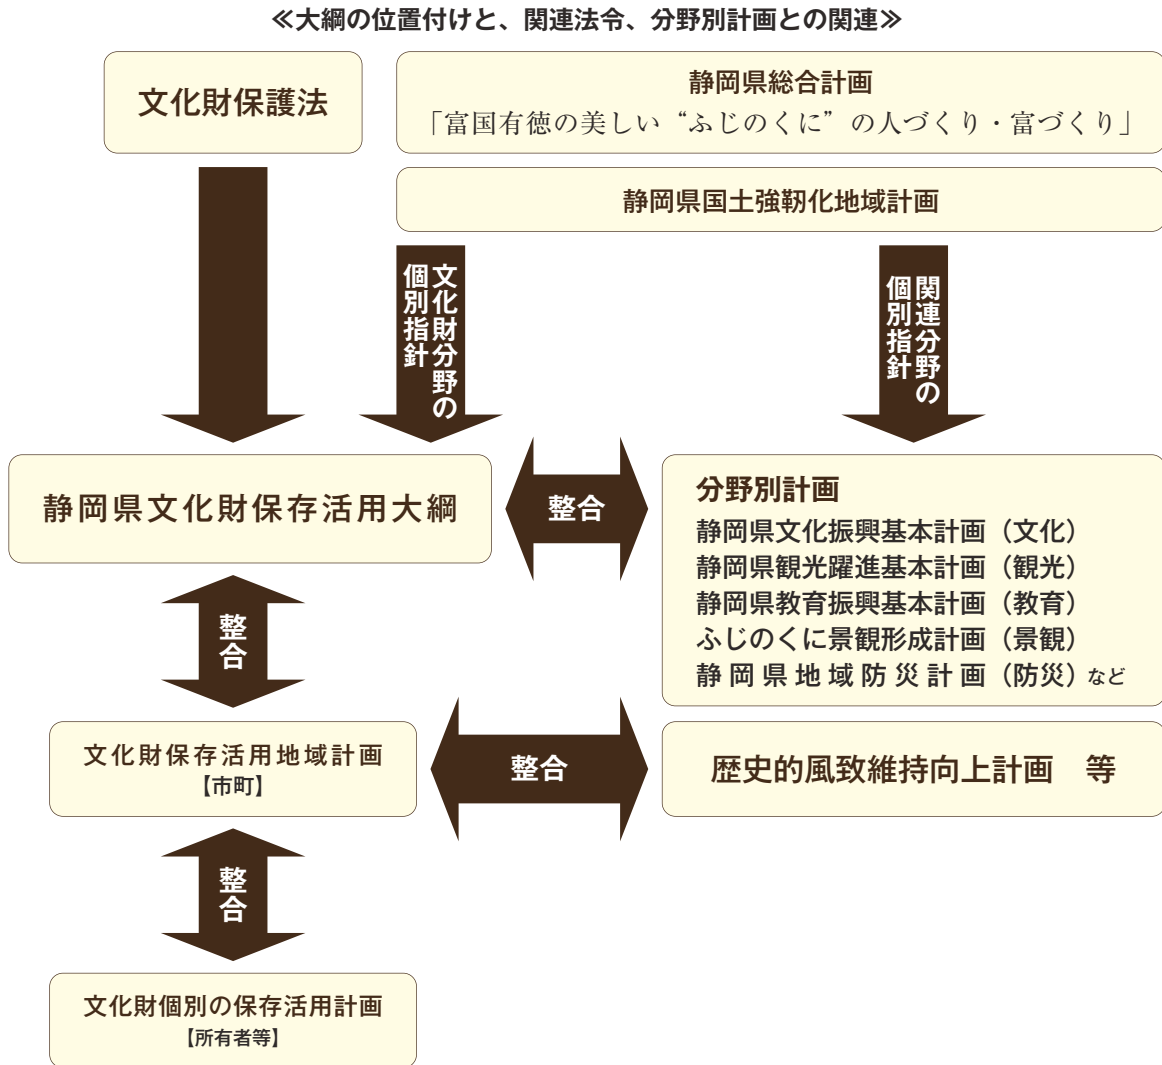 ≪大綱の位置付けと、関連法令、分野別計画との関連≫
文化財保護法
静岡県総合計画
「富国有徳の美しい“ふじのくに”の人づくり・富づくり」
静岡県国土強靱化地域計画
文化財分野の
個別指針
関連分野の
個別指針
静岡県文化財保存活用大綱
整合
分野別計画
静岡県文化振興基本計画（文化）
静岡県観光躍進基本計画（観光）
静岡県教育振興基本計画（教育）
ふじのくに景観形成計画（景観）
静岡県地域防災計画（防災）など
整合
文化財保存活用地域計画
【市町】
整合
歴史的風致維持向上計画　等
整合
文化財個別の保存活用計画
【所有者等】